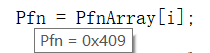 Pfn = PfnArray[i];
Pfn = 0x409